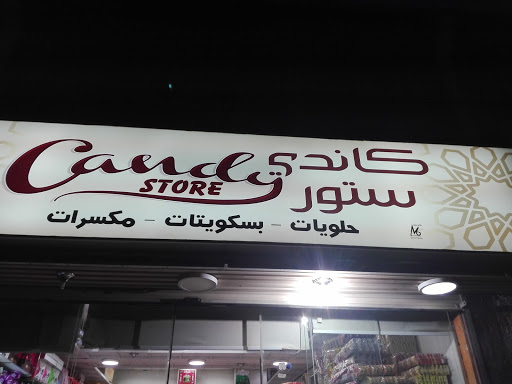 Candy كاندي
STORE ستور
حلويات - بسكويتات - مكسرات